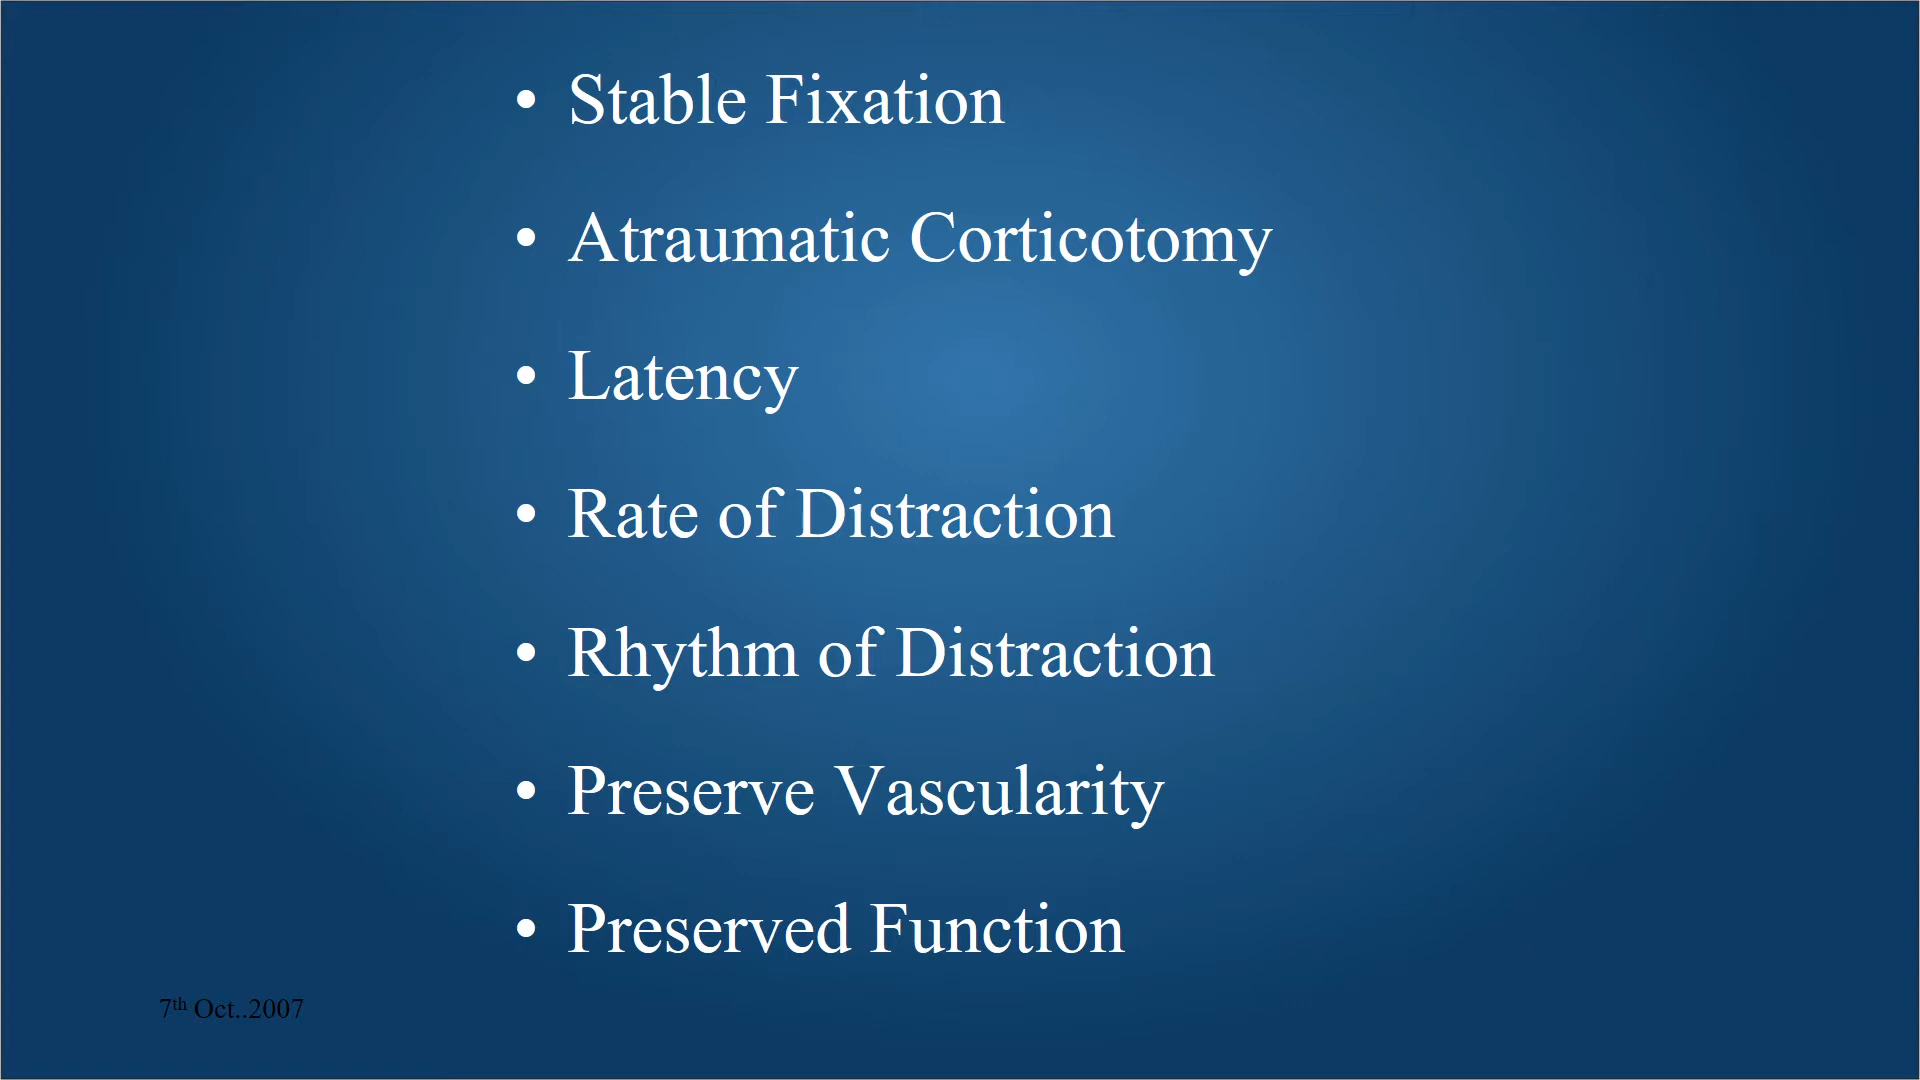 • Stable Fixation
• Atraumatic Corticotomy
• Latency
• Rate of Distraction
• Rhythm of Distraction
• Preserve Vascularity
• Preserved Function
7th Oct..2007